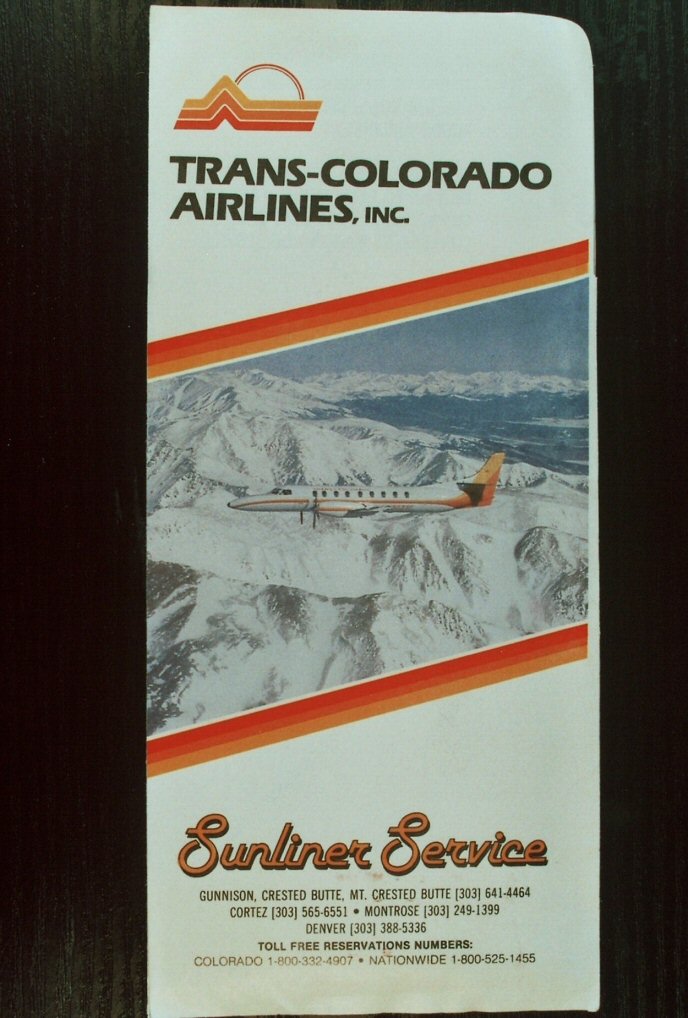 TRANS-COLORADO
AIRLINES, INC.
Sunliner Service
GUNNISON, CRESTED BUTTE, MT. CRESTED BUTTE [303] 641-4464
CORTEZ [303] 565-6551 • MONTROSE [303] 249-1399
DENVER [303] 388-5336
TOLL FREE RESERVATIONS NUMBERS:
COLORADO 1-800-332-4907 • NATIONWIDE 1-800-525-1455